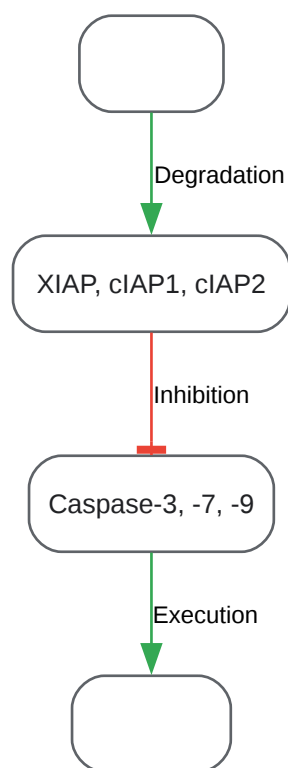 Degradation
XIAP, cIAP1, cIAP2
Inhibition
Caspase-3, -7, -9
Execution